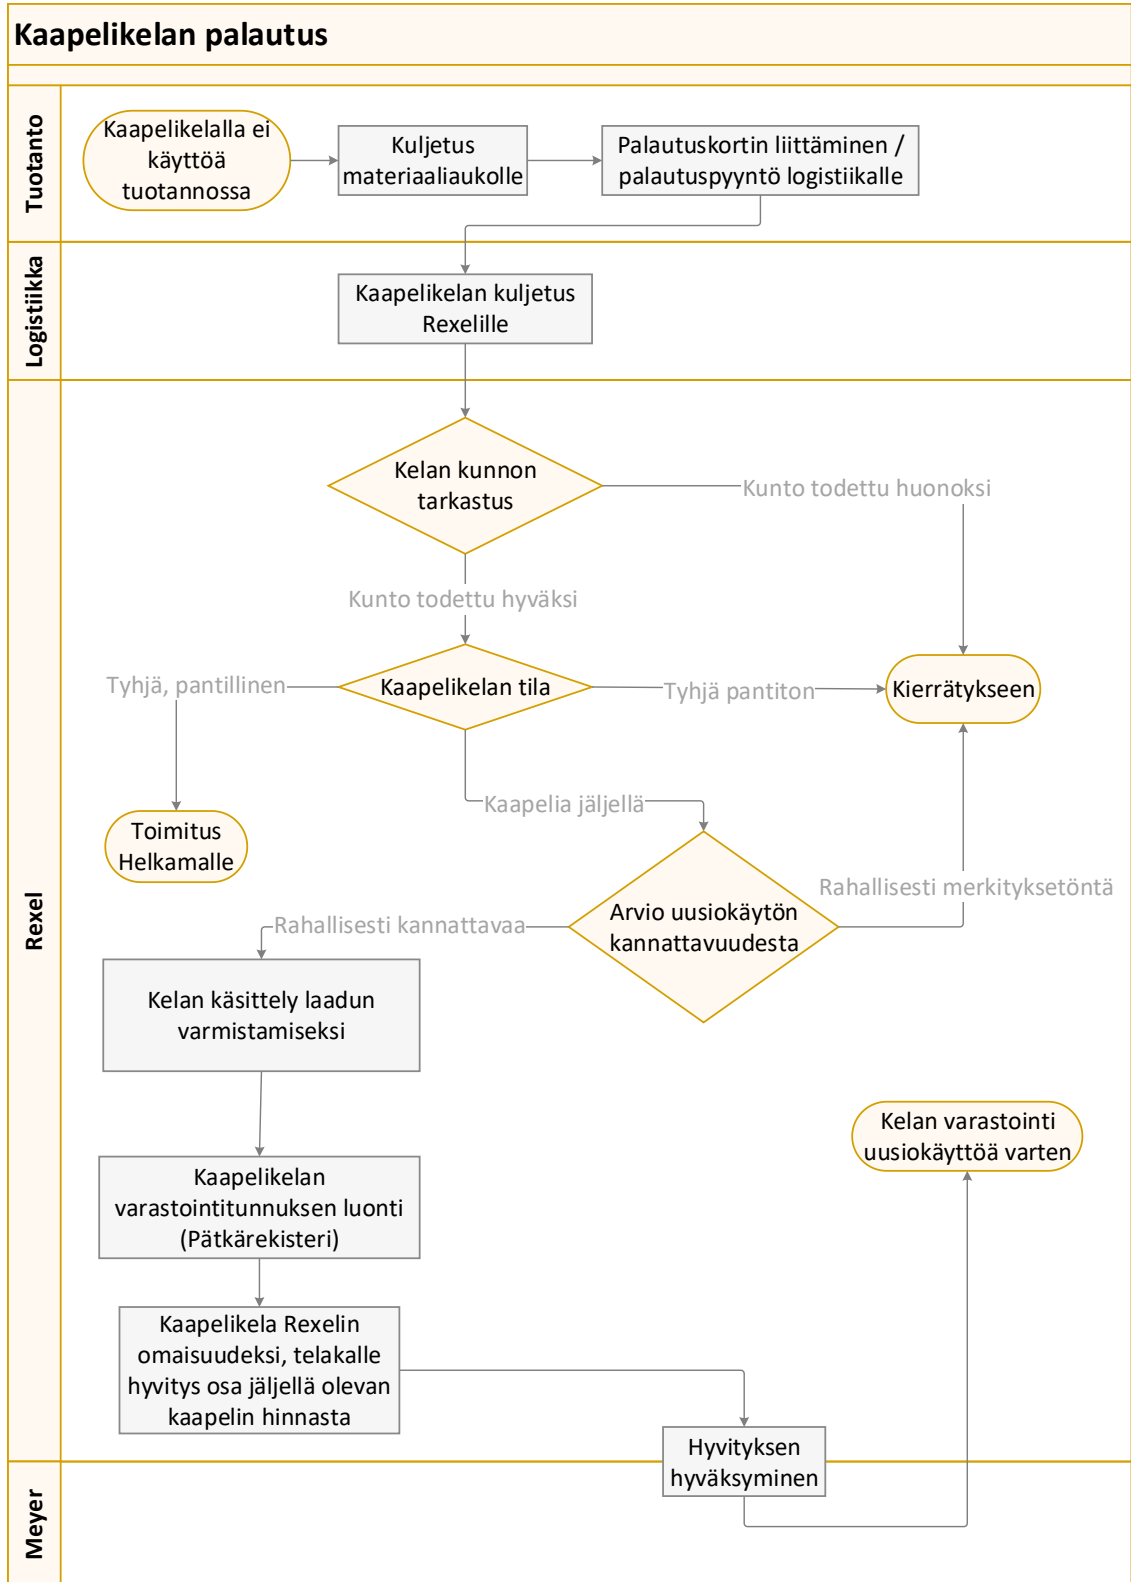 Kaapelikelan palautus
Tuotanto
Kaapelikelalla ei
käyttöä
tuotannossa
Kuljetus
materiaaliaukolle
Palautuskortin liittäminen /
palautuspyyntö logistiikalle
Logistiikka
Kaapelikelan kuljetus
Rexelille
Rexel
Kelan kunnon
tarkastus
Kunto todettu huonoksi
Kunto todettu hyväksi
Tyhjä, pantillinen
Kaapelikelan tila
Tyhjä pantiton
Kierrätykseen
Kaapelia jäljellä
Toimitus
Helkamalle
Rahallisesti merkityksetöntä
Arvio uusiokäytön
kannattavuudesta
Rahallisesti kannattavaa
Kelan käsittely laadun
varmistamiseksi
Kelan varastointi
uusiokäyttöä varten
Kaapelikelan
varastointitunnuksen luonti
(Pätkärekisteri)
Kaapelikela Rexelin
omaisuudeksi, telakalle
hyvitys osa jäljellä olevan
kaapelin hinnasta
Hyvityksen
hyväksyminen
Meyer